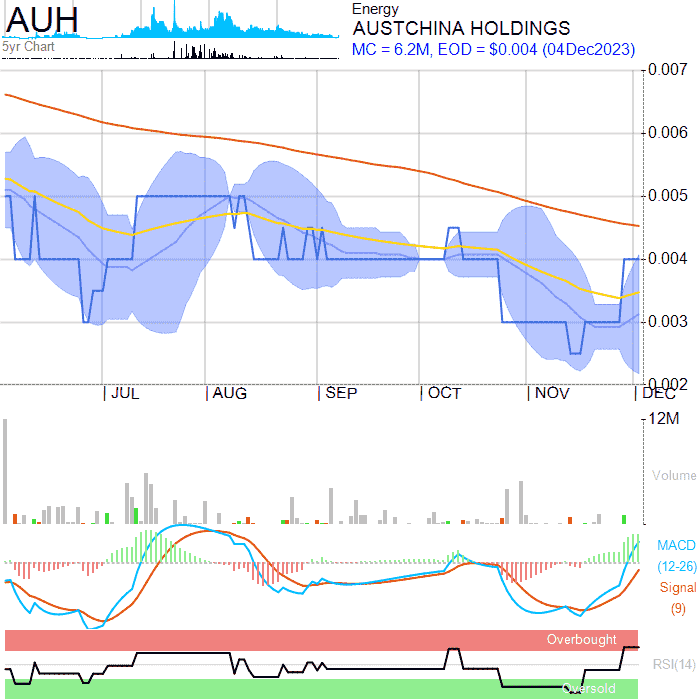 AUH
5yr Chart
Energy
AUSTCHINA HOLDINGS
MC = 6.2M, EOD = $0.004 (04Dec2023)
0.007
0.006
0.005
0.004
0.003
0.002
JUL AUG SEP OCT NOV DEC
12M
Volume
MACD
(12-26)
Signal
(9)
Overbought
RSI(14)
Oversold